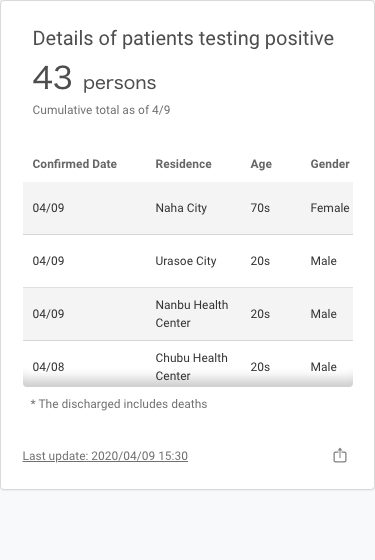 Details of patients testing positive
43 persons
Cumulative total as of 4/9
Confirmed Date Residence Age Gender
04/09 Naha City 70s Female
04/09 Urasoe City 20s Male
04/09 Nanbu Health Center 20s Male
04/08 Chubu Health Center 20s Male
* The discharged includes deaths
Last update: 2020/04/09 15:30